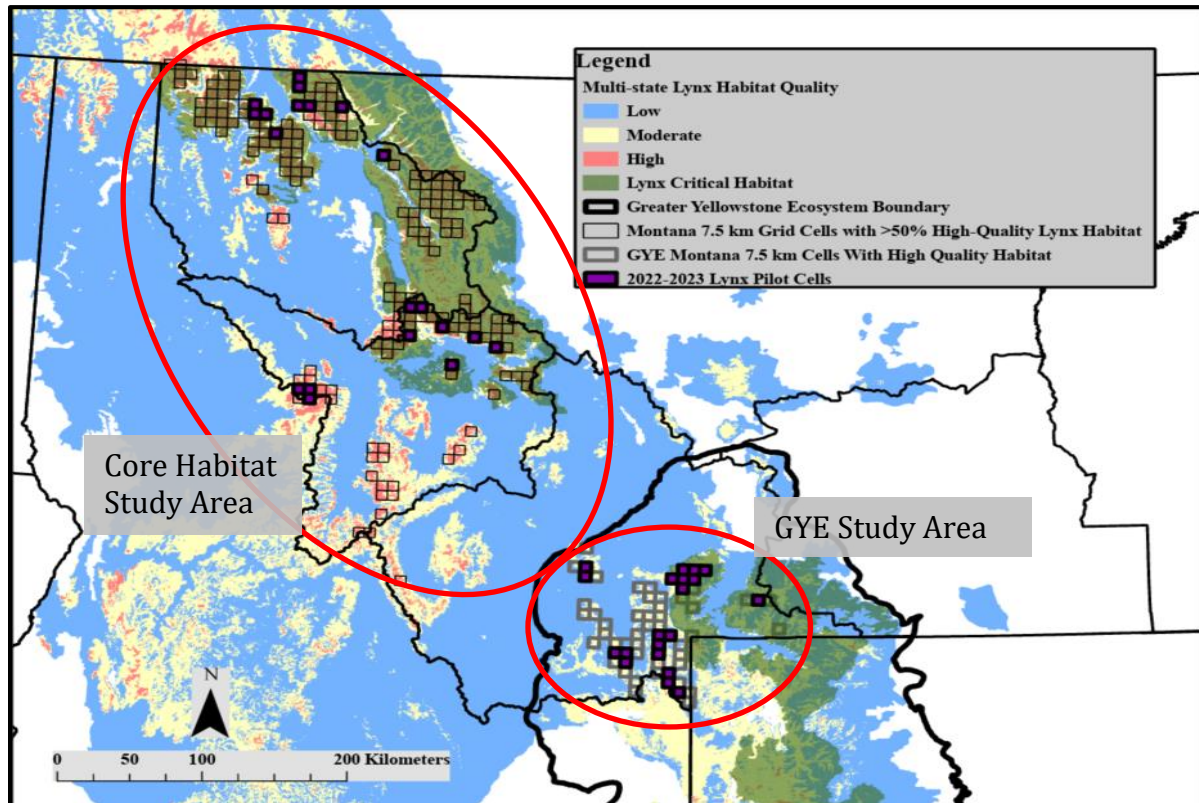 Legend
Multi-state Lynx Habitat Quality
Low
Moderate
High
Lynx Critical Habitat
Greater Yellowstone Ecosystem Boundary
Montana 7.5 km Grid Cells with >50% High-Quality Lynx Habitat
GYE Montana 7.5 km Cells With High Quality Habitat
2022-2023 Lynx Pilot Cells
Core Habitat
Study Area
GYE Study Area
N
0 50 100 200 Kilometers